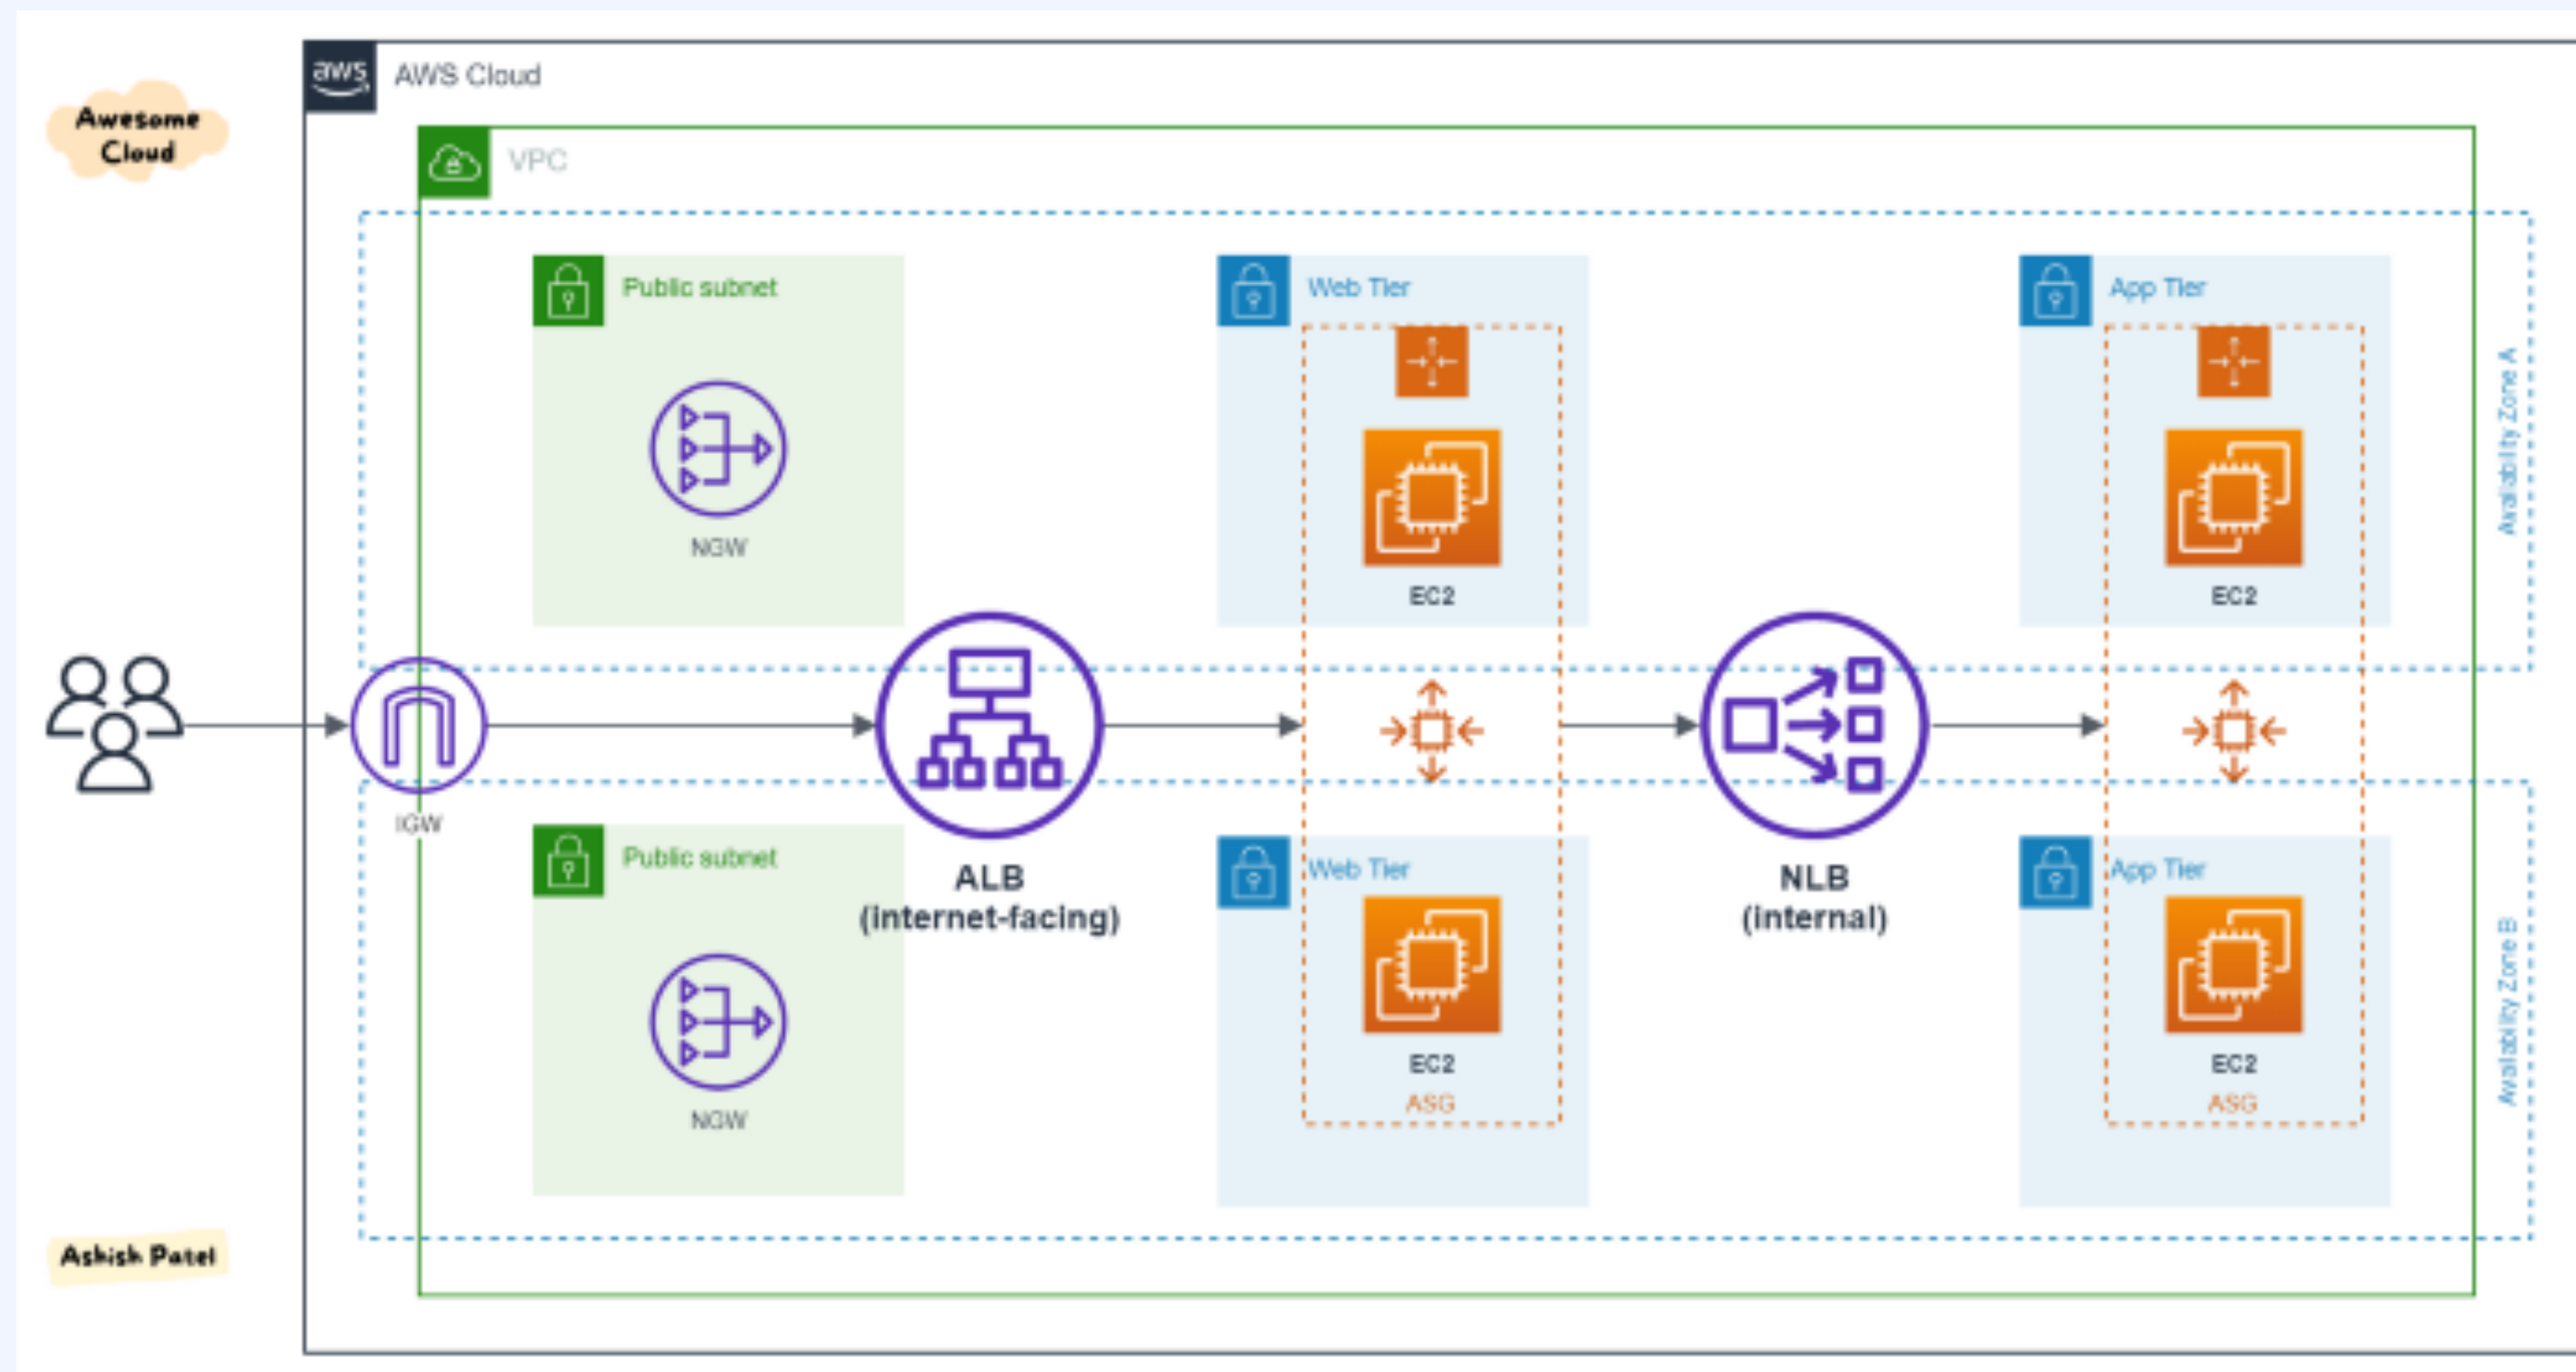 Awesome
Cloud
aws
AWS Cloud
VPC
Public subnet
Web Tier
App Tier
Availability Zone A
NGW
EC2
EC2
IGW
Public subnet
ALB
(internet-facing)
Web Tier
NLB
(internal)
App Tier
Availability Zone B
NGW
EC2
ASG
EC2
ASG
Ashish Patel